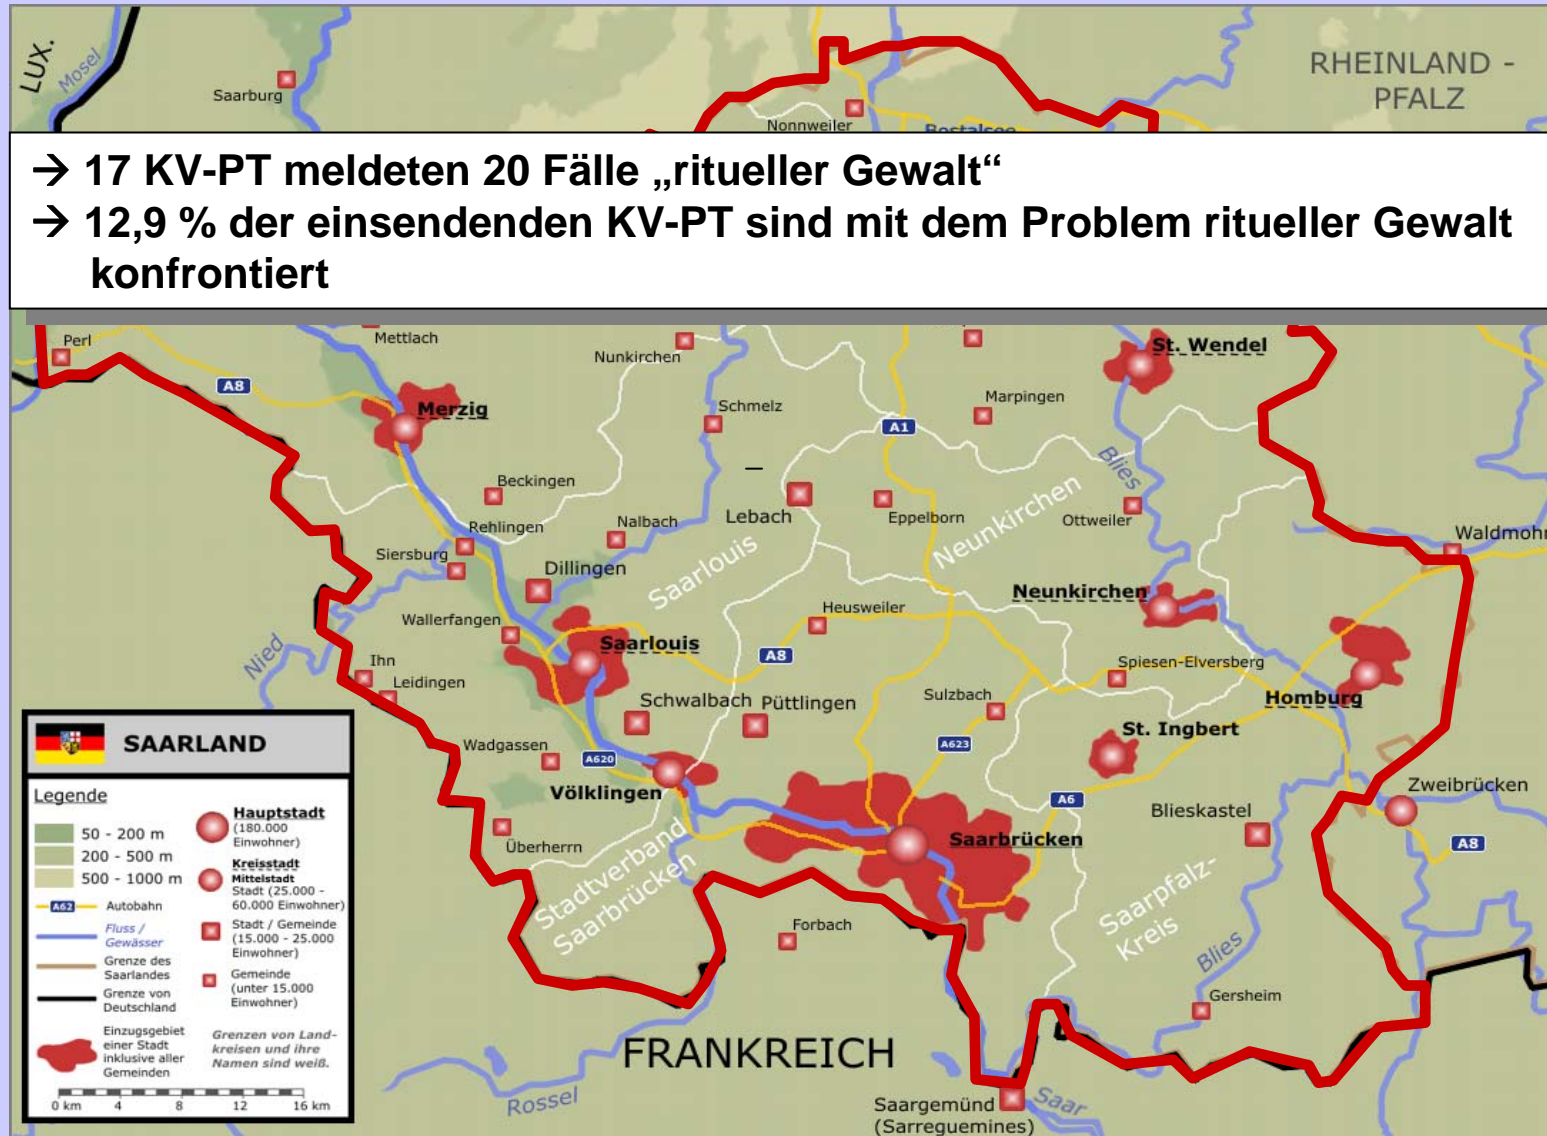 LUX.
Mosel
Saarburg
Nonnweiler
Bostalsee
RHEINLAND -
PFALZ
→ 17 KV-PT meldeten 20 Fälle „ritueller Gewalt“
→ 12,9 % der einsendenden KV-PT sind mit dem Problem ritueller Gewalt
konfrontiert
Perl
Mettlach
Nunkirchen
St. Wendel
A8
Merzig
Schmelz
Marpingen
A1
Blies
Beckingen
Lebach
Eppelborn
Neunkirchen
Ottweiler
Rehlingen
Nalbach
Waldmohr
Siersburg
Dillingen
Saarlouis
Neunkirchen
Wallerfangen
Heusweiler
Saarlouis
A8
Nied
Ihn
Leidingen
Spiesen-Elversberg
Schwalbach
Püttlingen
Sulzbach
Homburg
St. Ingbert
Wadgassen
A620
A623
Völklingen
A6
Blieskastel
Zweibrücken
Überherrn
Saarbrücken
A8
Stadtverband
Saarbrücken
Saarpfalz-
Kreis
Forbach
Blies
Gersheim
FRANKREICH
Rossel
Saargemünd
(Sarreguemines)
Saar
SAARLAND
Legende
50 - 200 m
200 - 500 m
500 - 1000 m
A62
Autobahn
Fluss /
Gewässer
Grenze des
Saarlandes
Grenze von
Deutschland
Einzugsgebiet
einer Stadt
inklusive aller
Gemeinden
Hauptstadt
(180.000
Einwohner)
Kreisstadt
Mittelstadt
Stadt (25.000 -
60.000 Einwohner)
Stadt / Gemeinde
(15.000 - 25.000
Einwohner)
Gemeinde
(unter 15.000
Einwohner)
Grenzen von Land-
kreisen und ihre
Namen sind weiß.
0 km 4 8 12 16 km